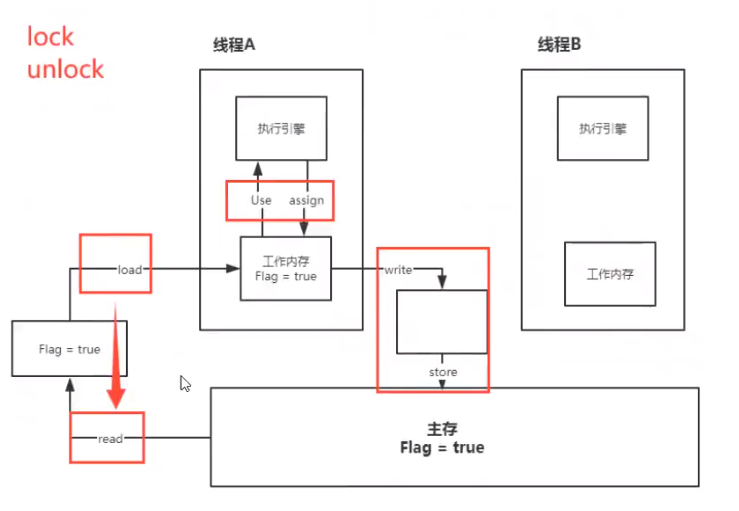 lock
unlock
线程A
线程B
执行引擎
执行引擎
Use
assign
工作内存
Flag = true
load
write
工作内存
Flag = true
store
read
主存
Flag = true